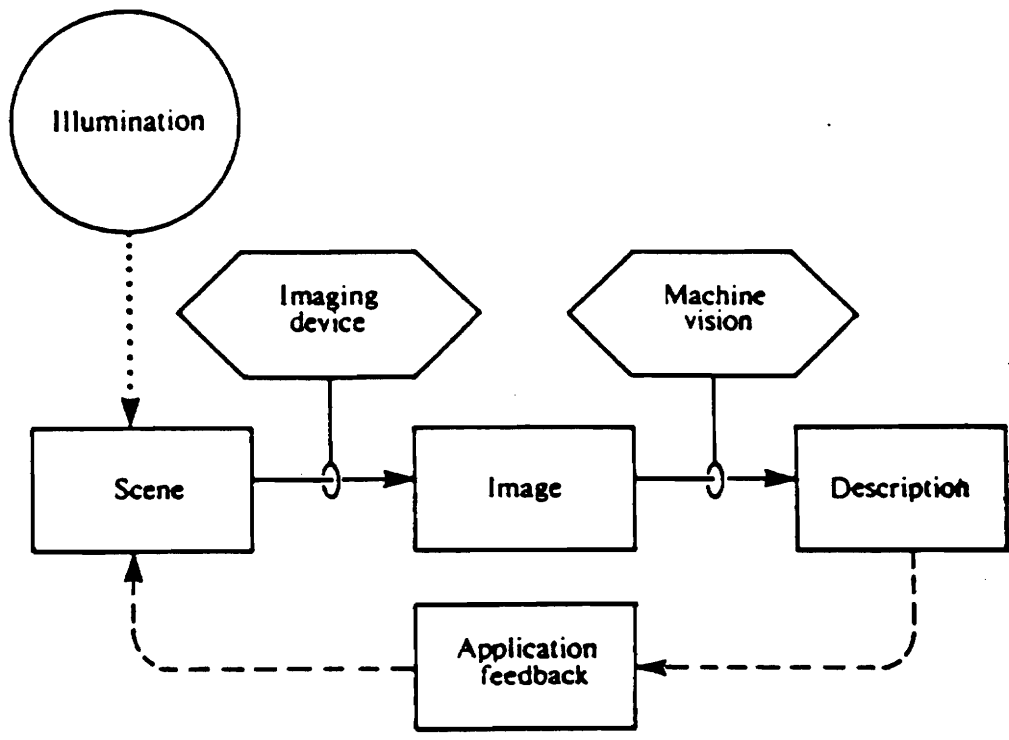 Illumination
Imaging
device
Machine
vision
Scene
Image
Description
Application
feedback